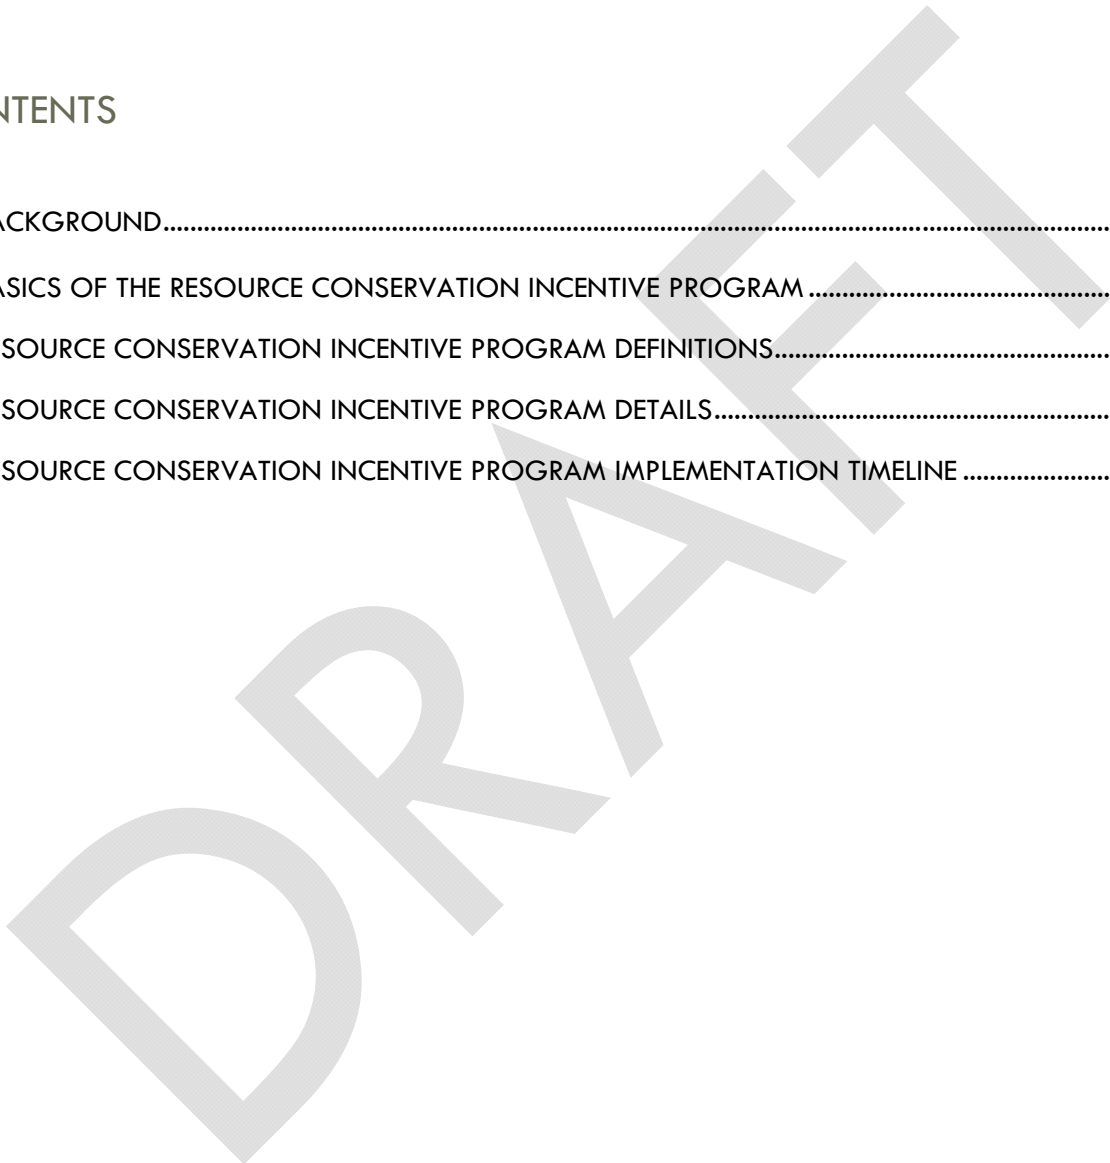 NTENTS
ACKGROUND
ASICS OF THE RESOURCE CONSERVATION INCENTIVE PROGRAM
SOURCE CONSERVATION INCENTIVE PROGRAM DEFINITIONS
SOURCE CONSERVATION INCENTIVE PROGRAM DETAILS
SOURCE CONSERVATION INCENTIVE PROGRAM IMPLEMENTATION TIMELINE
DRAFT